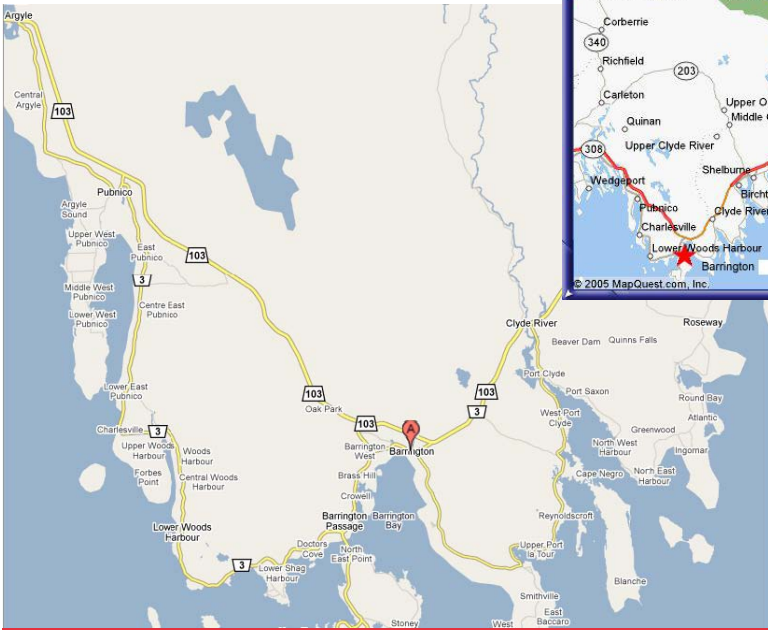 Argyle
Central
Argyle
103
103
Pubnico
Argyle
Sound
Upper West
Pubnico
East
Pubnico
103
3
Middle West
Pubnico
Centre East
Pubnico
Lower West
Pubnico
Lower East
Pubnico
Charlesville
3
Upper Woods
Harbour
Woods
Harbour
Forbes
Point
Central Woods
Harbour
Lower Woods
Harbour
3
Lower Shag
Harbour
Doctors
Cove
103
Oak Park
103
A
Barrington
West
Barrington
Brass Hill
Crowell
Barrington
Passage
Barrington
Bay
North
East Point
Stoney
103
3
Clyde River
Beaver Dam
Quinns Falls
Roseway
Port Clyde
Port Saxon
Round Bay
West Port
Clyde
Atlantic
Greenwood
North West
Harbour
Ingomar
Cape Negro
North East
Harbour
Reynoldscroft
Upper Port
la Tour
Blanche
Smithville
East
Baccaro
West
Corberrie
340
Richfield
203
Carleton
Upper O
Middle
Quinan
Upper Clyde River
308
Shelburne
Wedgeport
Bircht
Pubnico
Clyde River
Charlesville
Lower Woods Harbour
Barrington
© 2005 MapQuest.com, Inc.